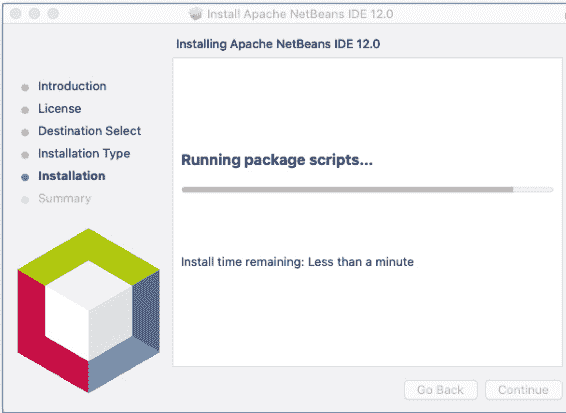 Install Apache NetBeans IDE 12.0
Installing Apache NetBeans IDE 12.0
Introduction
License
Destination Select
Installation Type
Installation
Summary
Running package scripts...
Install time remaining: Less than a minute
Go Back
Continue